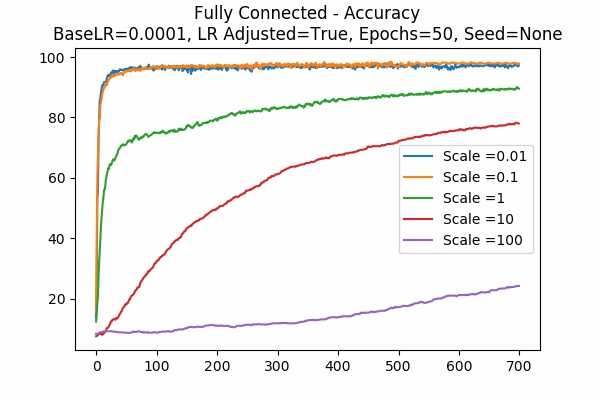 Fully Connected - Accuracy
BaseLR=0.0001, LR Adjusted=True, Epochs=50, Seed=None
100
80
60
40
20
Scale =0.01
Scale =0.1
Scale =1
Scale =10
Scale =100
0
100
200
300
400
500
600
700